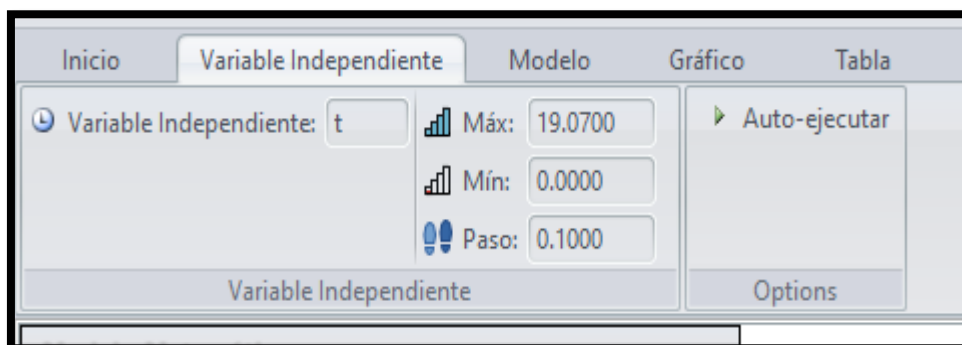 Inicio Variable Independiente Modelo Gráfico Tabla
Variable Independiente: t Máx: 19.0700 Auto-ejecutar
Mín: 0.0000
Paso: 0.1000
Variable Independiente Options